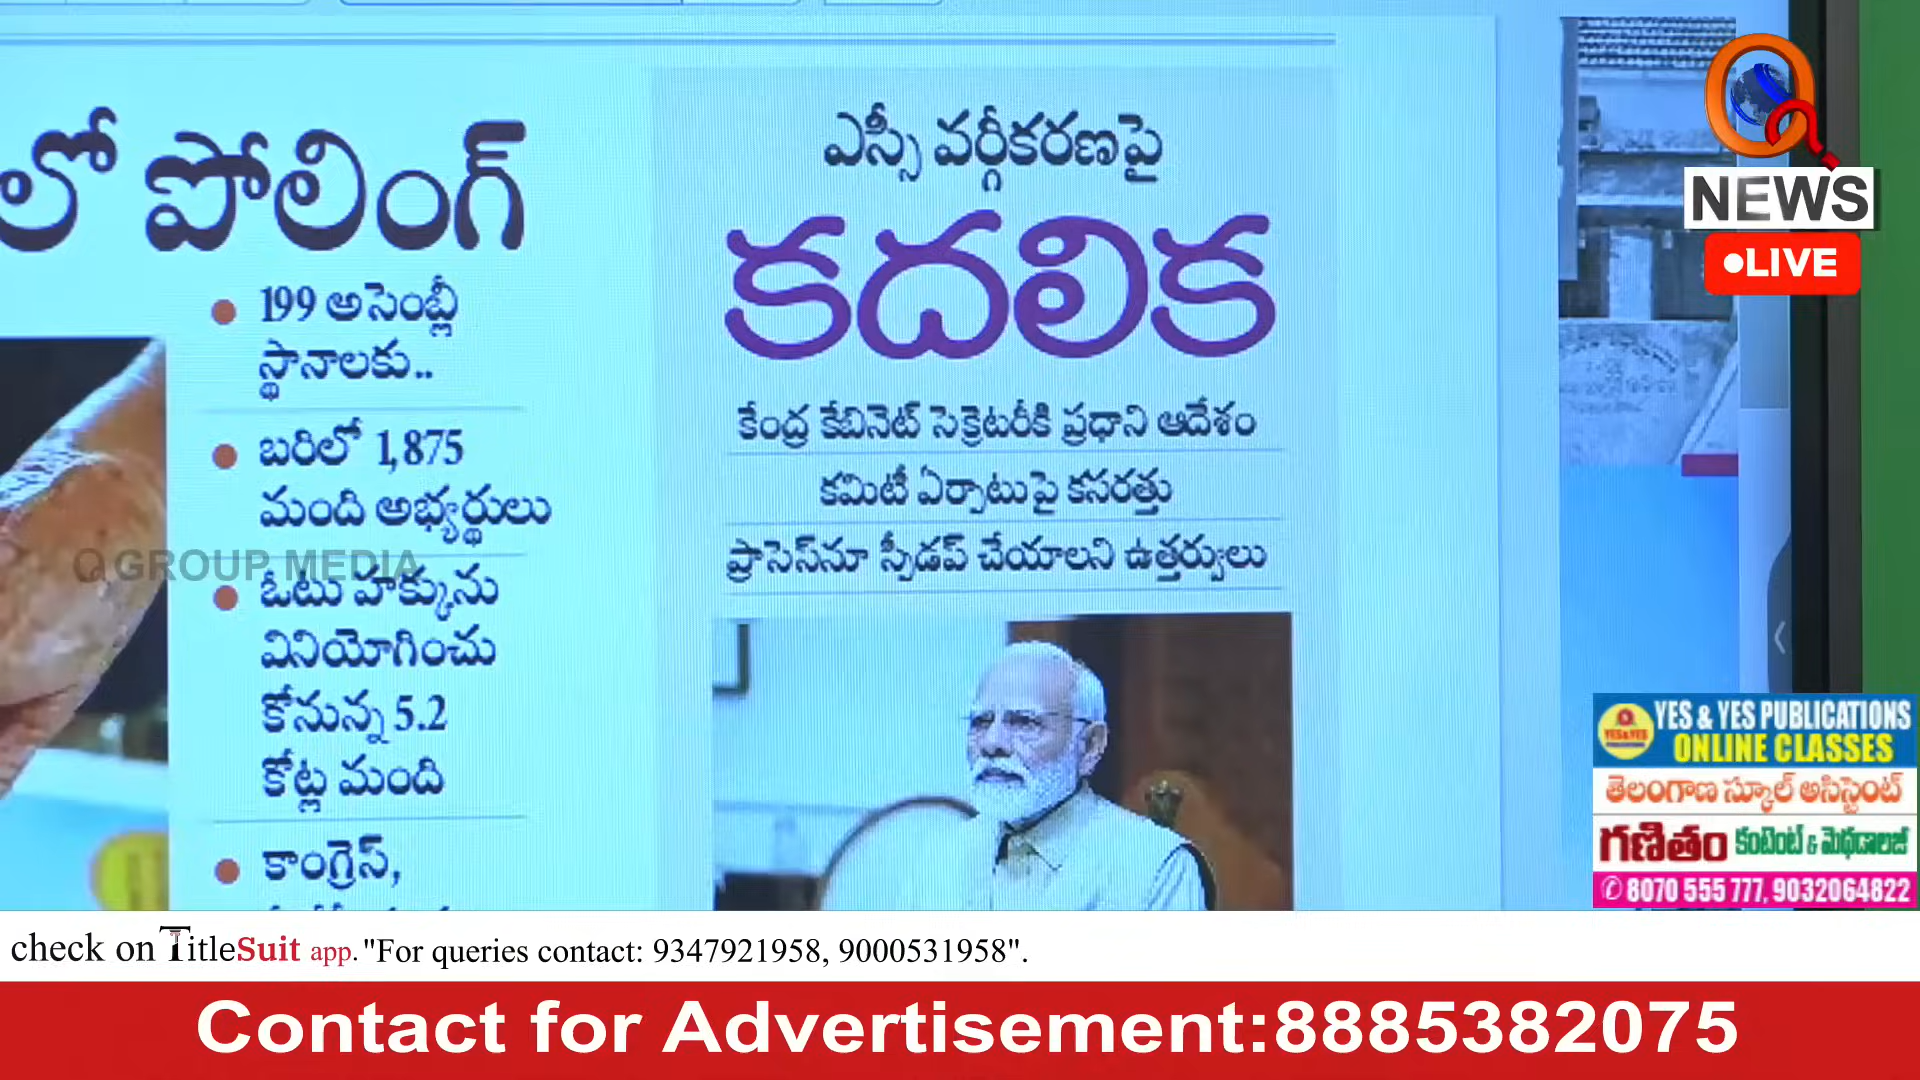 లో పోలింగ్
199 అసెంబ్లీ
స్థానాలకు..
బరిలో 1,875
మంది అభ్యర్థులు
ఓటు హక్కును
వినియోగించు
కోనున్న 5.2
కోట్ల మంది
కాంగ్రెస్,
ఎస్సీ వర్గీకరణపై
కదలిక
కేంద్ర కేబినెట్ సెక్రెటరీకి ప్రధాని ఆదేశం
కమిటీ ఏర్పాటుపై కసరత్తు
ప్రాసెస్‌నూ స్పీడప్ చేయాలని ఉత్తర్వులు
Q GROUP MEDIA
NEWS
LIVE
YES & YES PUBLICATIONS
ONLINE CLASSES
తెలంగాణ స్కూల్ అసిస్టెంట్
గణితం కంటెంట్ & మెథడాలజీ
8070 555 777, 9032064822
check on TitleSuit app. "For queries contact: 9347921958, 9000531958".
Contact for Advertisement:8885382075